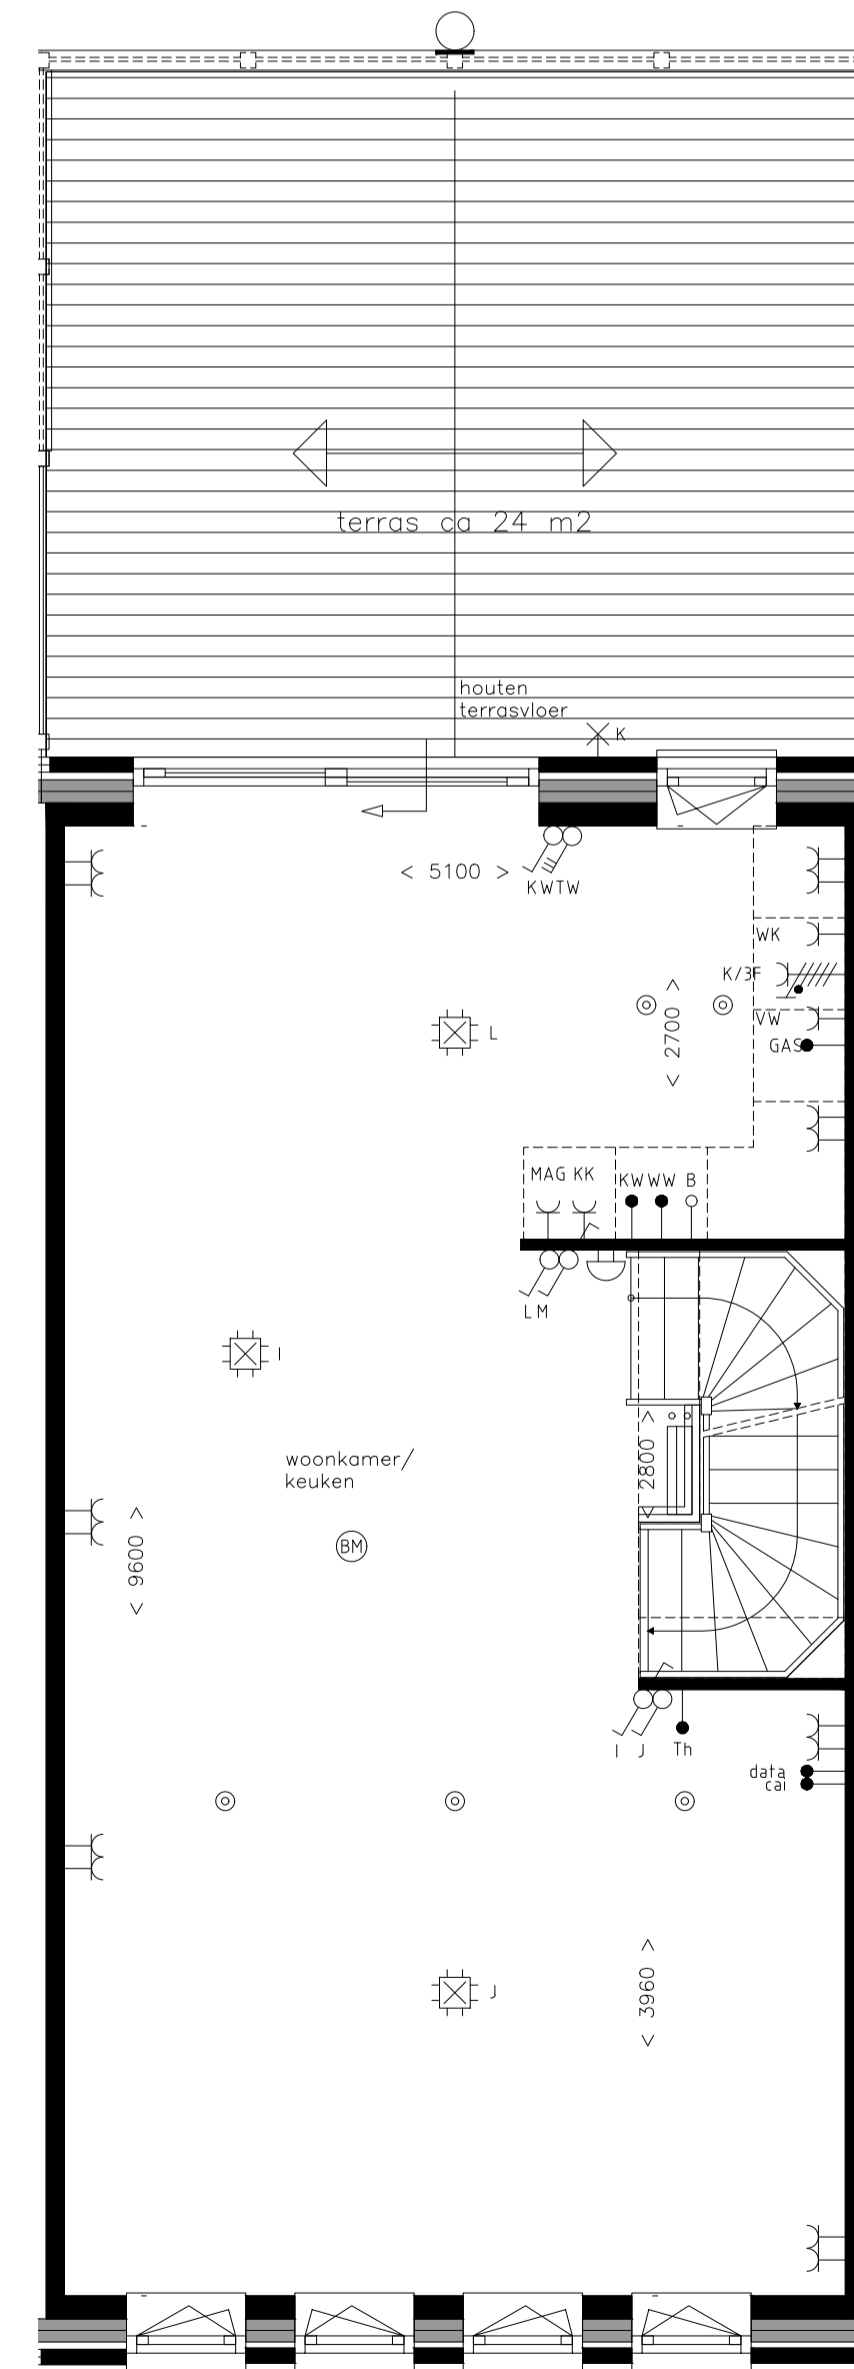 terras ca 24 m2
houten
terrasvloer
K
< 5100 >
KWTW
WK
K/3F
< 2700 >
VW
L
GAS
MAG KK KW WW B
L M
I
< 2800 >
woonkamer/
keuken
< 9600 >
BM
I J Th
data
cai
< 3960 >
J